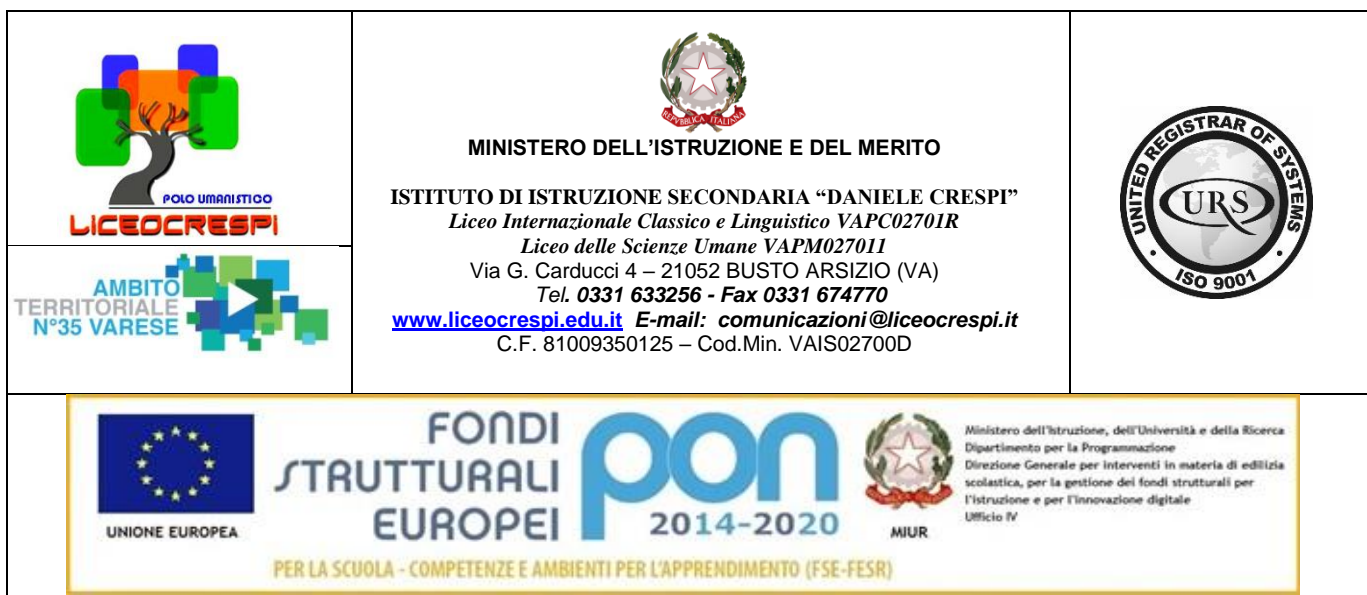 POLO UMANISTICO
LICEOCRESPI
AMBITO
TERRITORIALE
N°35 VARESE
REPVBBLICA ITALIANA
MINISTERO DELL’ISTRUZIONE E DEL MERITO
ISTITUTO DI ISTRUZIONE SECONDARIA “DANIELE CRESPI”
Liceo Internazionale Classico e Linguistico VAPC02701R
Liceo delle Scienze Umane VAPM027011
Via G. Carducci 4 – 21052 BUSTO ARSIZIO (VA)
Tel. 0331 633256 - Fax 0331 674770
www.liceocrespi.edu.it E-mail: comunicazioni@liceocrespi.it
C.F. 81009350125 – Cod.Min. VAIS02700D
UNITED REGISTRAR OF SYSTEMS
URS
ISO 9001
UNIONE EUROPEA
FONDI
STRUTTURALI
EUROPEI
pon
2014-2020
MIUR
Ministero dell'Istruzione, dell'Università e della Ricerca
Dipartimento per la Programmazione
Direzione Generale per interventi in materia di edilizia
scolastica, per la gestione dei fondi strutturali per
l'istruzione e per l'innovazione digitale
Ufficio IV
PER LA SCUOLA - COMPETENZE E AMBIENTI PER L'APPRENDIMENTO (FSE-FESR)